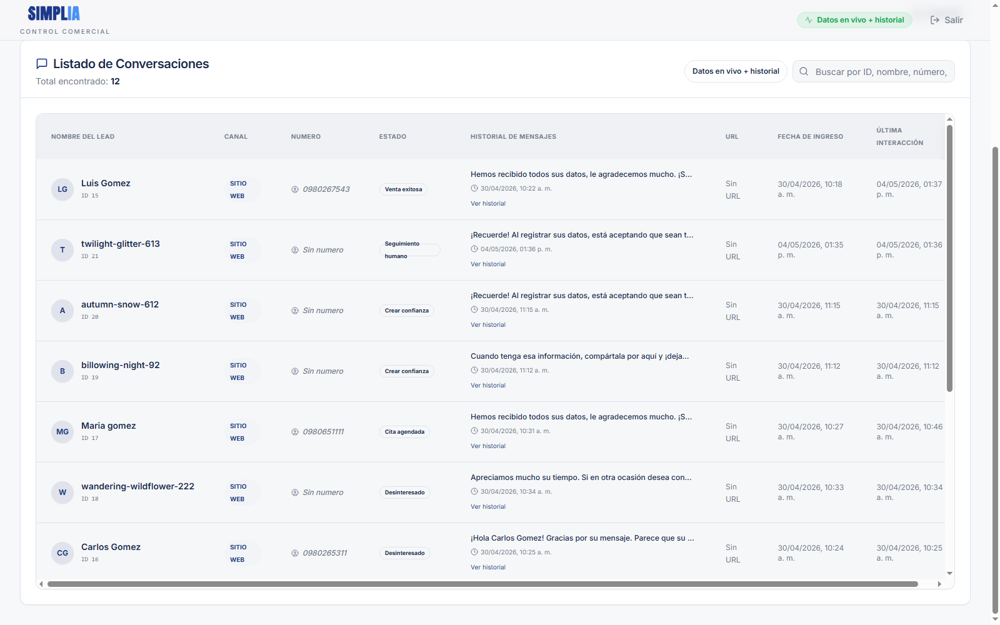 SIMPLIA
CONTROL COMERCIAL
Datos en vivo + historial
Salir
Listado de Conversaciones
Total encontrado: 12
Datos en vivo + historial
Buscar por ID, nombre, número,
NOMBRE DEL LEAD
CANAL
NUMERO
ESTADO
HISTORIAL DE MENSAJES
URL
FECHA DE INGRESO
ÚLTIMA
INTERACCIÓN
LG
Luis Gomez
ID 15
SITIO
WEB
0980267543
Venta exitosa
Hemos recibido todos sus datos, le agradecemos mucho. ¡S...
30/04/2026, 10:22 a. m.
Ver historial
Sin
URL
30/04/2026, 10:18
a. m.
04/05/2026, 01:37
p. m.
T
twilight-glitter-613
ID 21
SITIO
WEB
Sin numero
Seguimiento
humano
¡Recuerde! Al registrar sus datos, está aceptando que sean t...
04/05/2026, 01:36 p. m.
Ver historial
Sin
URL
04/05/2026, 01:35
p. m.
04/05/2026, 01:36
p. m.
A
autumn-snow-612
ID 20
SITIO
WEB
Sin numero
Crear confianza
¡Recuerde! Al registrar sus datos, está aceptando que sean t...
30/04/2026, 11:15 a. m.
Ver historial
Sin
URL
30/04/2026, 11:15
a. m.
30/04/2026, 11:15
a. m.
B
billowing-night-92
ID 19
SITIO
WEB
Sin numero
Crear confianza
Cuando tenga esa información, compártala por aquí y ¡deja...
30/04/2026, 11:12 a. m.
Ver historial
Sin
URL
30/04/2026, 11:12
a. m.
30/04/2026, 11:12
a. m.
MG
Maria gomez
ID 17
SITIO
WEB
0980651111
Cita agendada
Hemos recibido todos sus datos, le agradecemos mucho. ¡S...
30/04/2026, 10:31 a. m.
Ver historial
Sin
URL
30/04/2026, 10:27
a. m.
30/04/2026, 10:46
a. m.
W
wandering-wildflower-222
ID 18
SITIO
WEB
Sin numero
Desinteresado
Apreciamos mucho su tiempo. Si en otra ocasión desea con...
30/04/2026, 10:34 a. m.
Ver historial
Sin
URL
30/04/2026, 10:33
a. m.
30/04/2026, 10:34
a. m.
CG
Carlos Gomez
ID 16
SITIO
WEB
0980265311
Desinteresado
¡Hola Carlos Gomez! Gracias por su mensaje. Parece que su ...
30/04/2026, 10:25 a. m.
Ver historial
Sin
URL
30/04/2026, 10:24
a. m.
30/04/2026, 10:25
a. m.